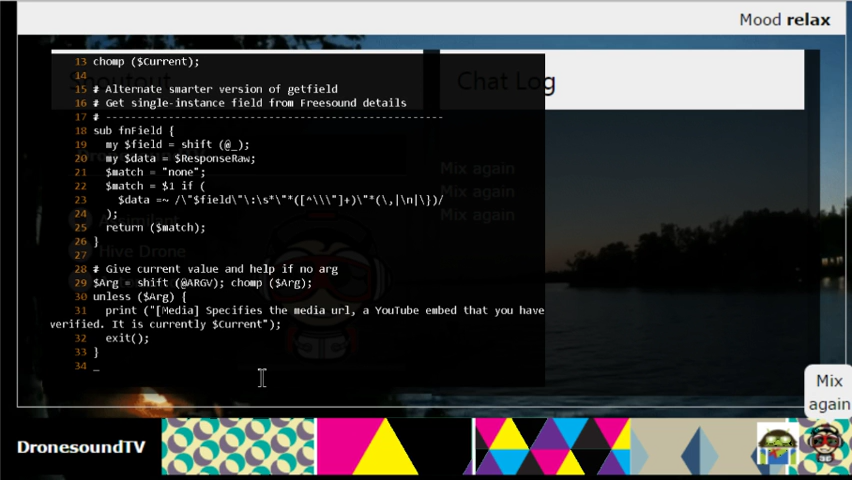 Mood relax
Shoutout
Chat Log
13 chomp ($Current);
14
15 # Alternate smarter version of getfield
16 # Get single-instance field from Freesound details
17 # -------------------------------------------------------
18 sub fnField {
19 my $field = shift (@_);
20 my $data = $ResponseRaw;
21 $match = "none";
22 $match = $1 if (
23 $data =~ /\"$field\"\:\s*\"*([^\\\"]+)\"*(\,|\n|\})/
24 );
25 return ($match);
26 }
27
28 # Give current value and help if no arg
29 $Arg = shift (@ARGV); chomp ($Arg);
30 unless ($Arg) {
31 print ("[Media] Specifies the media url, a YouTube embed that you have
verified. It is currently $Current");
32 exit();
33 }
34 _
Mix again
Mix again
Mix again
Assimilant
Hive Drone
Mix
again
DronesoundTV